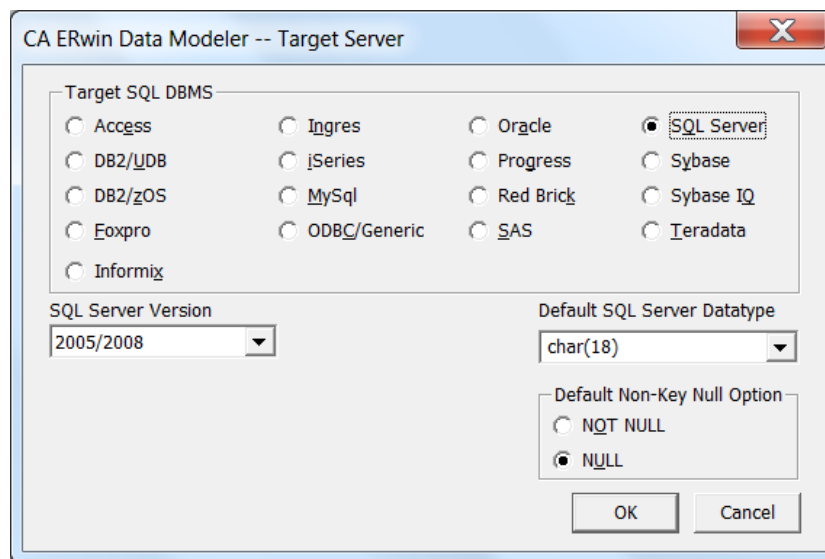 CA ERwin Data Modeler -- Target Server
Target SQL DBMS
Access Ingres Oracle SQL Server
DB2/UDB iSeries Progress Sybase
DB2/zOS MySql Red Brick Sybase IQ
Foxpro ODBC/Generic SAS Teradata
Informix
SQL Server Version Default SQL Server Datatype
2005/2008 char(18)
Default Non-Key Null Option
NOT NULL
NULL
OK Cancel